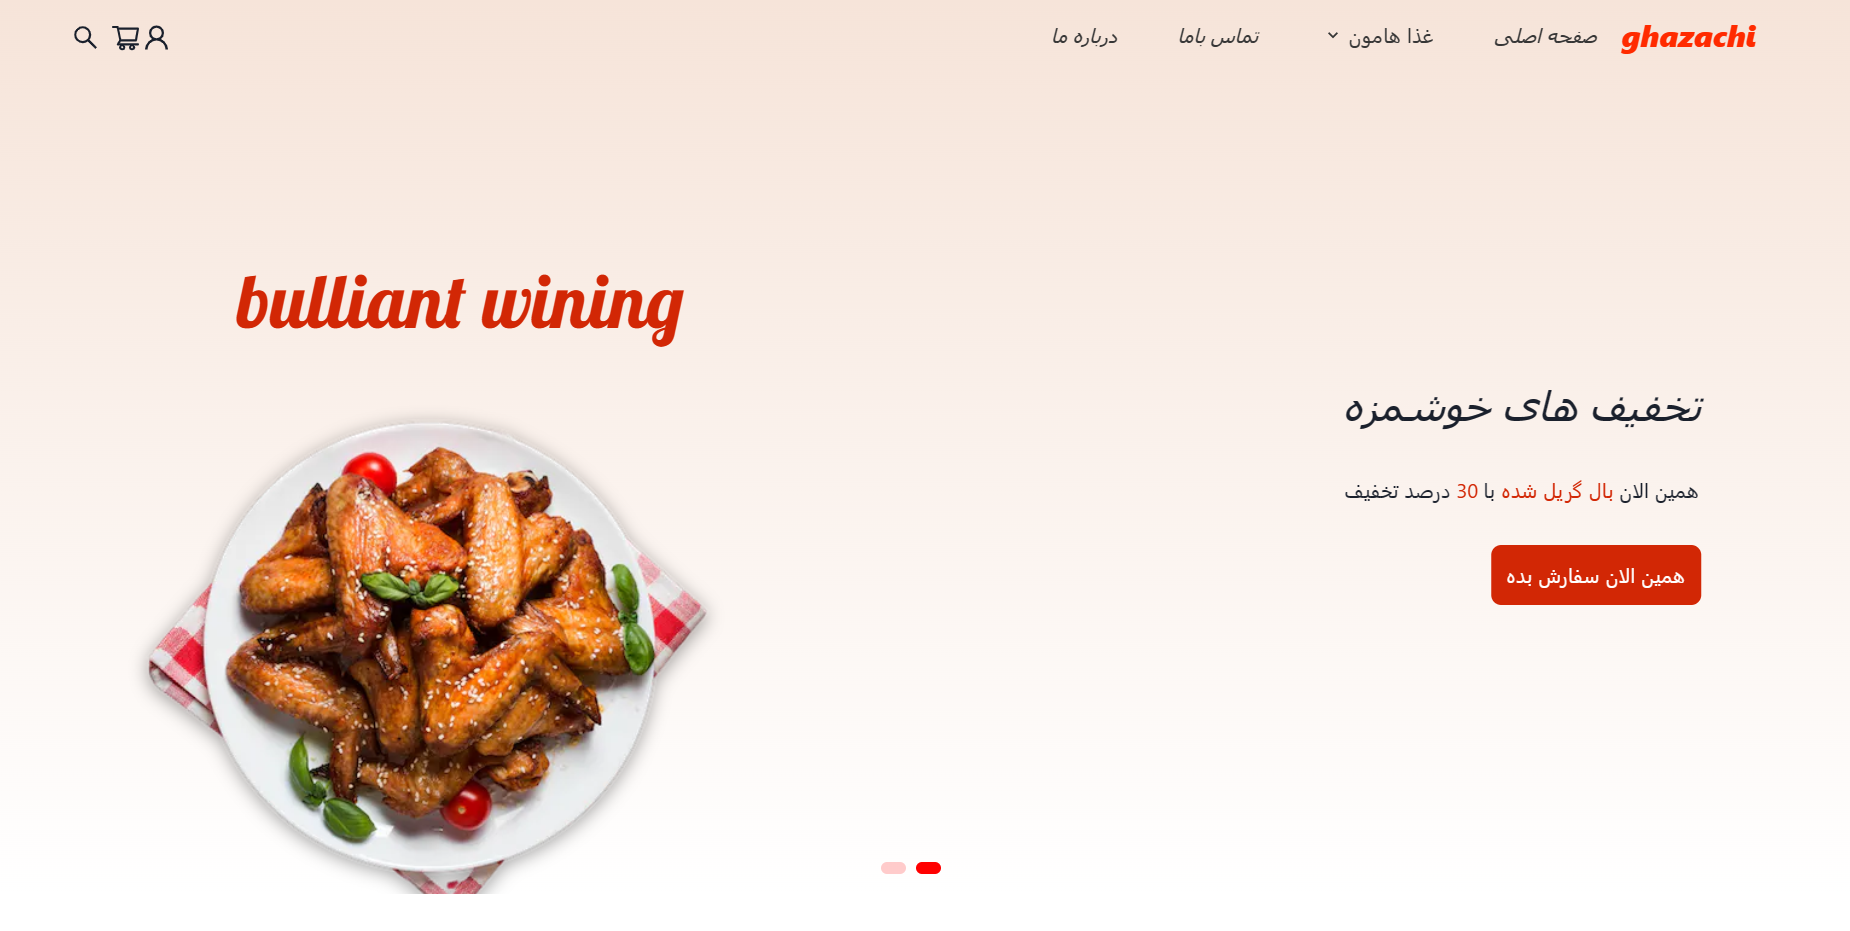 ghazachi
صفحه اصلی
غذا هامون
تماس باما
درباره ما
bulliant wining
تخفیف های خوشـمزه
همین الان بال گریل شده با 30 درصد تخفیف
همین الان سفارش بده